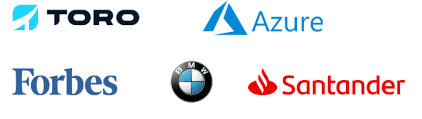 TORO
Azure
Forbes
BMW
Santander